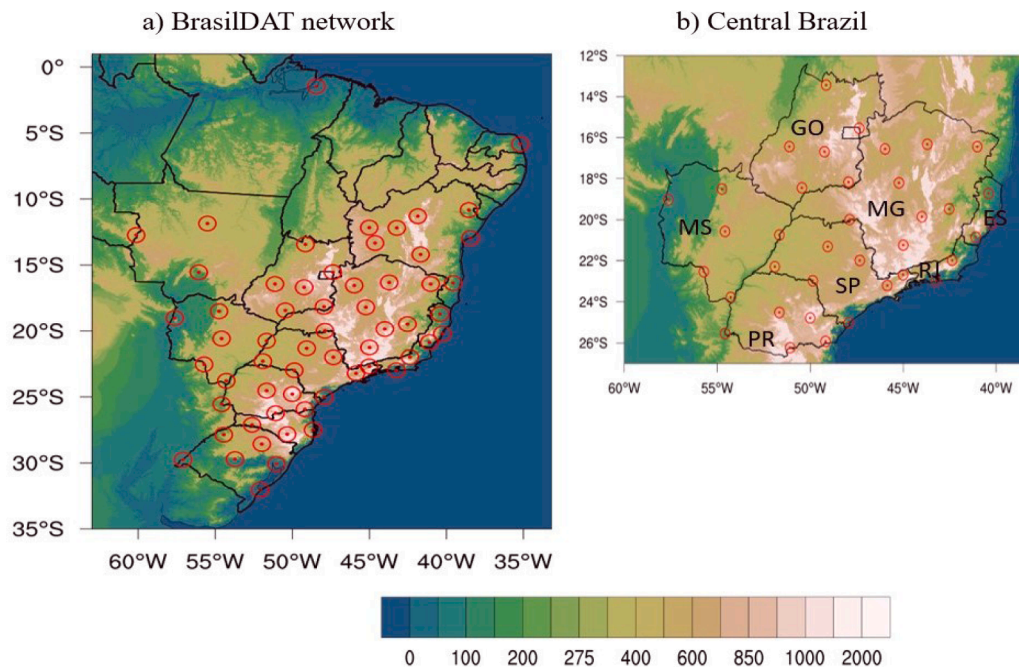 a) BrasilDAT network
b) Central Brazil
0°
5°S
10°S
15°S
20°S
25°S
30°S
35°S
60°W 55°W 50°W 45°W 40°W 35°W
12°S
14°S
16°S
18°S
20°S
22°S
24°S
26°S
GO
MG
ES
MS
RJ
SP
PR
60°W 55°W 50°W 45°W 40°W
0 100 200 275 400 600 850 1000 2000